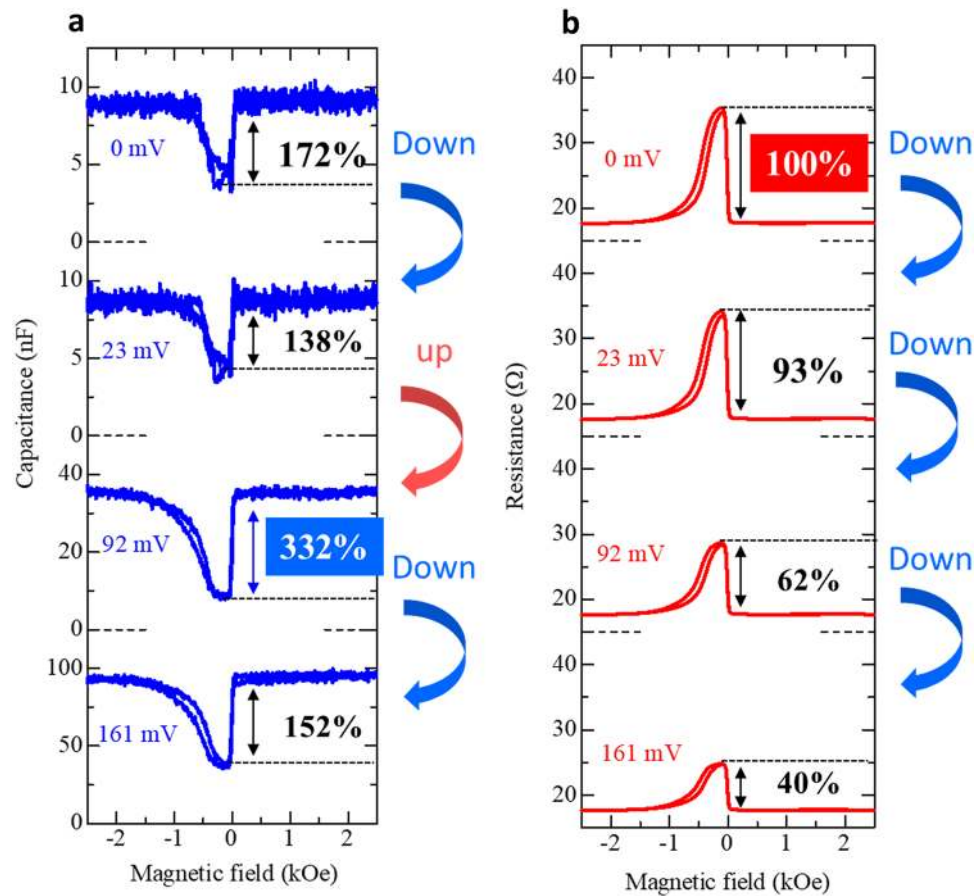 a
Capacitance (nF)
10
5
0
0 mV
172%
Down
10
5
0
23 mV
138%
up
40
20
0
92 mV
332%
Down
100
50
0
161 mV
152%
-2 -1 0 1 2
Magnetic field (kOe)
b
Resistance (Ω)
40
30
20
0 mV
100%
Down
40
30
20
23 mV
93%
Down
40
30
20
92 mV
62%
Down
40
30
20
161 mV
40%
-2 -1 0 1 2
Magnetic field (kOe)